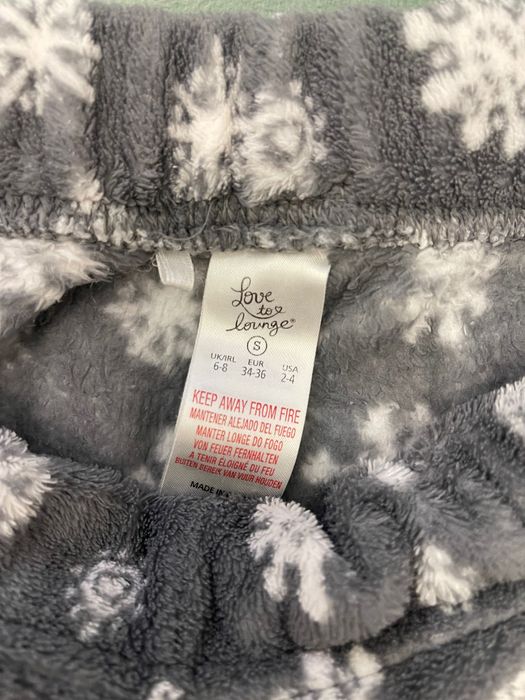 Love
to
lounge®
S
UK/IRL EUR USA
6-8 34-36 2-4
KEEP AWAY FROM FIRE
MANTENER ALEJADO DEL FUEGO
MANTER LONGE DO FOGO
VON FEUER FERNHALTEN
A TENIR ÉLOIGNÉ DU FEU
BUITEN BEREIK VAN VUUR HOUDEN
MADE IN